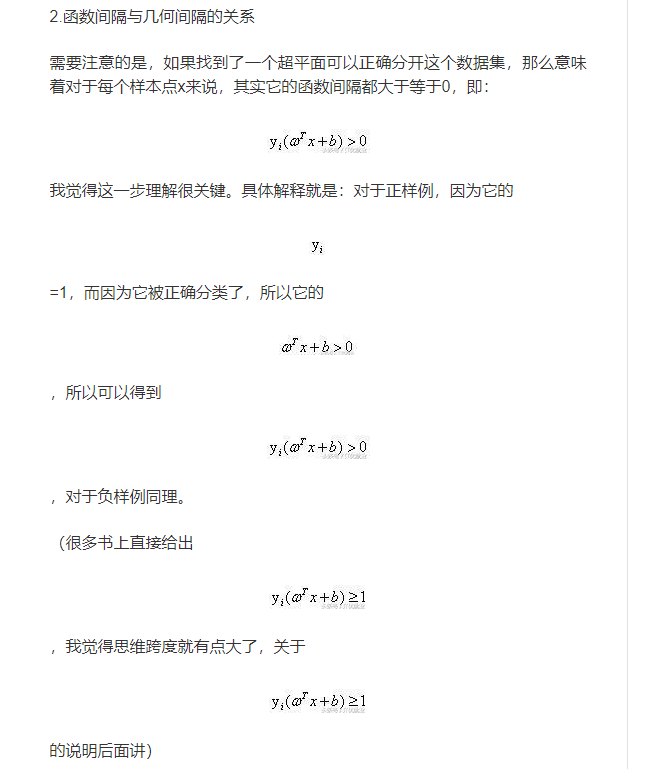 2.函数间隔与几何间隔的关系
需要注意的是，如果找到了一个超平面可以正确分开这个数据集，那么意味
着对于每个样本点x来说，其实它的函数间隔都大于等于0，即：
y_i(ω^T x+b)>0
我觉得这一步理解很关键。具体解释就是：对于正样例，因为它的
y_i
=1，而因为它被正确分类了，所以它的
ω^T x+b>0
，所以可以得到
y_i(ω^T x+b)>0
，对于负样例同理。
（很多书上直接给出
y_i(ω^T x+b)≥1
，我觉得思维跨度就有点大了，关于
y_i(ω^T x+b)≥1
的说明后面讲）